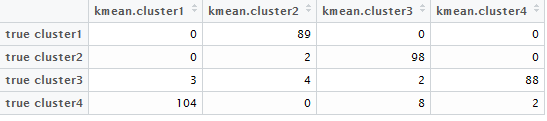 kmean.cluster1 kmean.cluster2 kmean.cluster3 kmean.cluster4
true cluster1 0 89 0 0
true cluster2 0 2 98 0
true cluster3 3 4 2 88
true cluster4 104 0 8 2